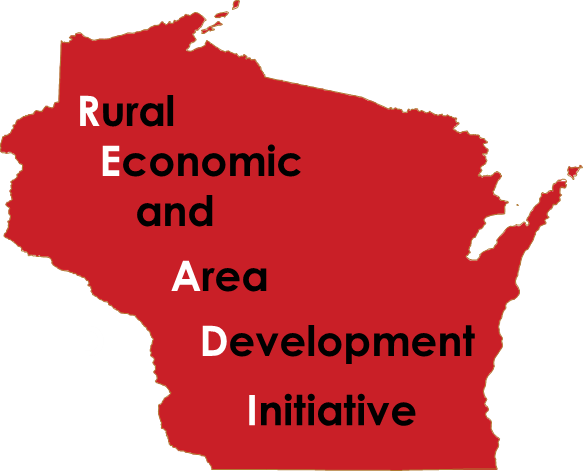 Rural
Economic
and
Area
Development
Initiative